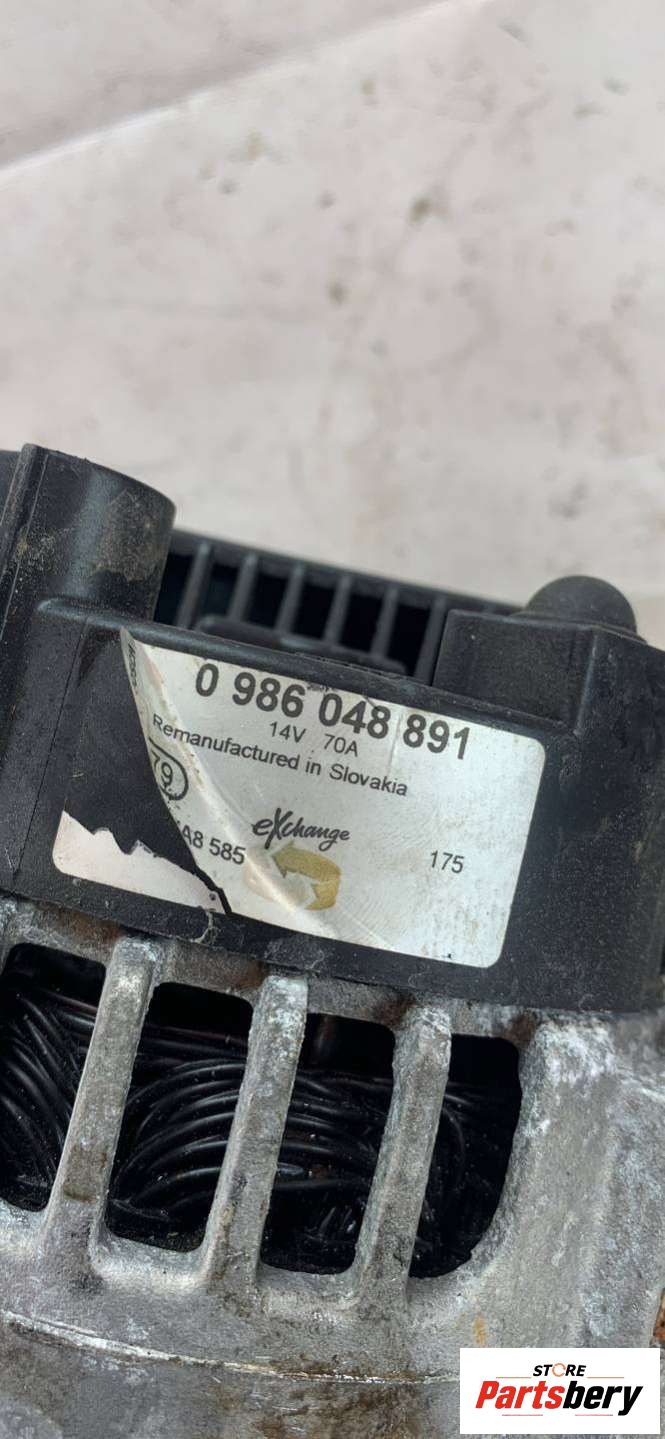 0 986 048 891
14V 70A
Remanufactured in Slovakia
79
eXchange
A8 585
175
STORE
Partsbery